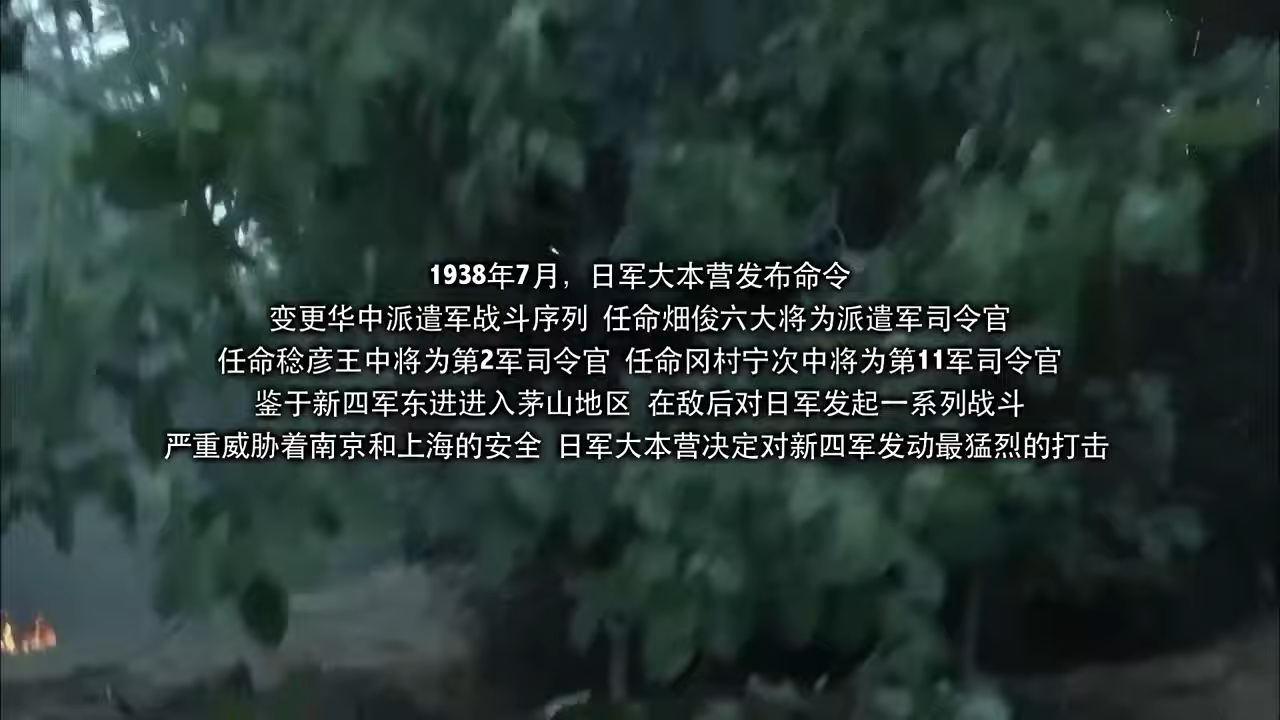 1938年7月，日军大本营发布命令
变更华中派遣军战斗序列 任命畑俊六大将为派遣军司令官
任命稔彦王中将为第2军司令官 任命冈村宁次中将为第11军司令官
鉴于新四军东进进入茅山地区 在敌后对日军发起一系列战斗
严重威胁着南京和上海的安全 日军大本营决定对新四军发动最猛烈的打击